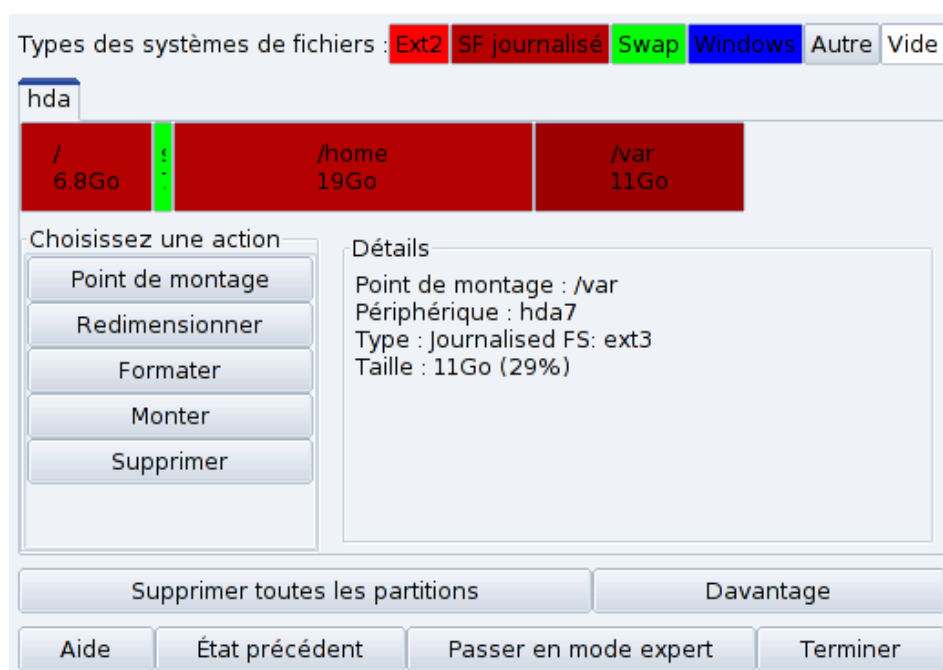 Types des systèmes de fichiers : Ext2 SF journalisé Swap Windows Autre Vide
hda
/
6.8Go
/home
19Go
/var
11Go
Choisissez une action
Point de montage
Redimensionner
Formater
Monter
Supprimer
Détails
Point de montage : /var
Périphérique : hda7
Type : Journalised FS: ext3
Taille : 11Go (29%)
Supprimer toutes les partitions
Davantage
Aide
État précédent
Passer en mode expert
Terminer